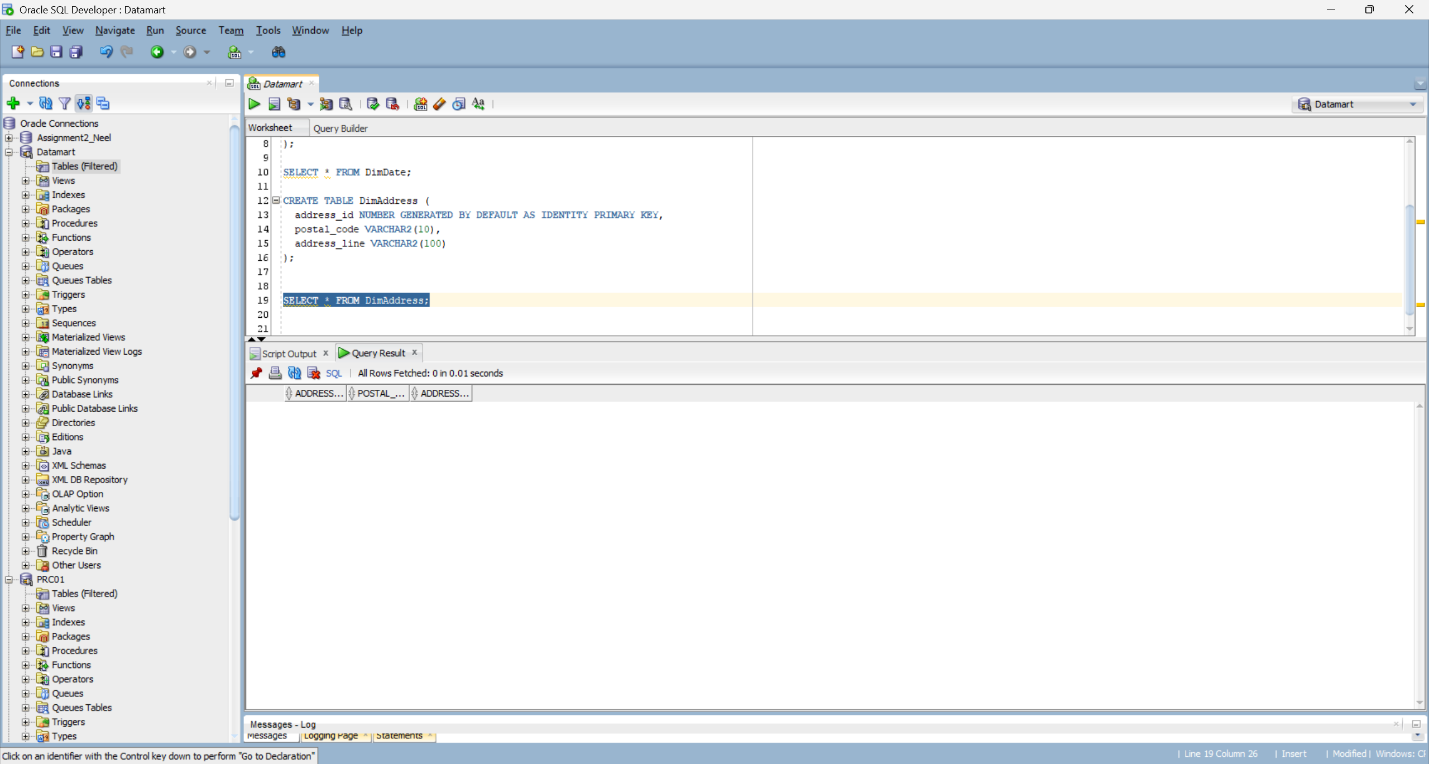 Oracle SQL Developer : Datamart
File Edit View Navigate Run Source Team Tools Window Help
Connections
Oracle Connections
Assignment2_Neel
Datamart
Tables (Filtered)
Views
Indexes
Packages
Procedures
Functions
Operators
Queues
Queues Tables
Triggers
Types
Sequences
Materialized Views
Materialized View Logs
Synonyms
Public Synonyms
Database Links
Public Database Links
Directories
Editions
Java
XML Schemas
XML DB Repository
OLAP Option
Analytic Views
Scheduler
Property Graph
Recycle Bin
Other Users
PRC01
Tables (Filtered)
Views
Indexes
Packages
Procedures
Functions
Operators
Queues
Queues Tables
Triggers
Types
Datamart
Datamart
Worksheet Query Builder
8 );
9
10 SELECT * FROM DimDate;
11
12 CREATE TABLE DimAddress (
13 address_id NUMBER GENERATED BY DEFAULT AS IDENTITY PRIMARY KEY,
14 postal_code VARCHAR2(10),
15 address_line VARCHAR2(100)
16 );
17
18
19 SELECT * FROM DimAddress;
20
21
Script Output x Query Result x
SQL | All Rows Fetched: 0 in 0.01 seconds
ADDRESS... POSTAL_... ADDRESS...
Messages - Log
Messages Logging Page Statements
Click on an identifier with the Control key down to perform "Go to Declaration"
| Line 19 Column 26 | Insert | Modified | Windows: Cl